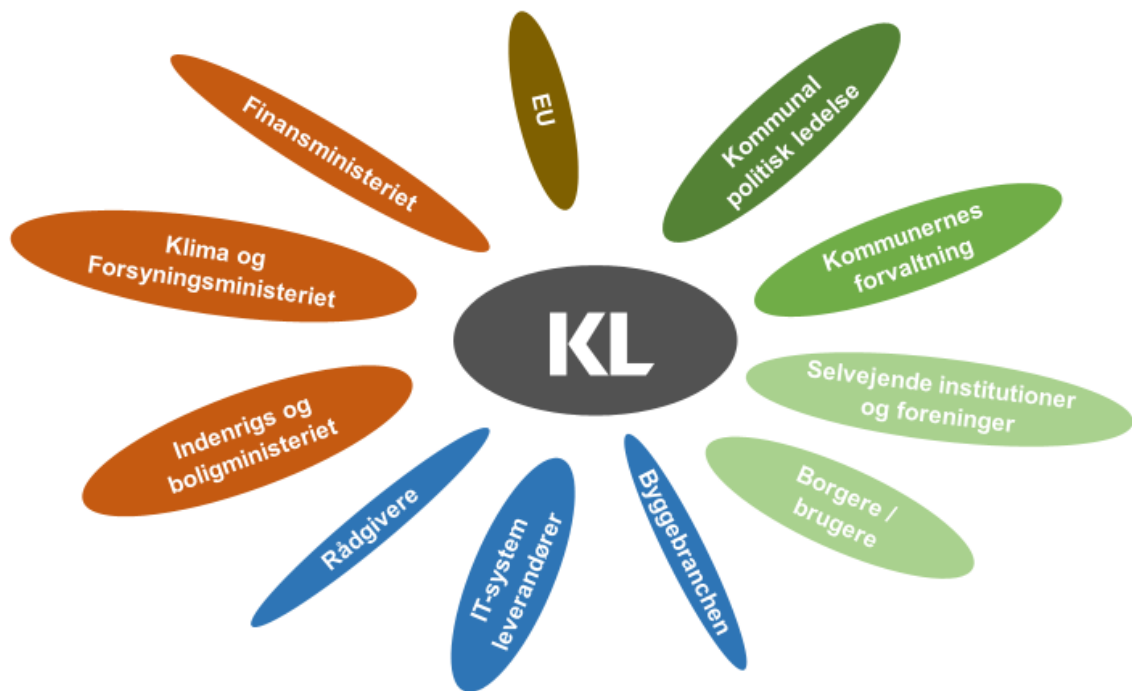 EU
Kommunal
politisk ledelse
Kommunernes
forvaltning
Selvejende institutioner
og foreninger
Borgere /
brugere
Byggebranchen
IT-system
leverandører
Rådgivere
Indenrigs og
boligministeriet
Klima og
Forsyningsministeriet
Finansministeriet
KL